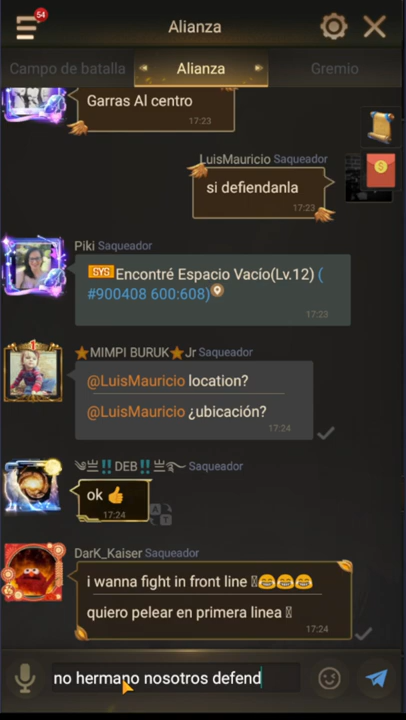 54
Alianza
Campo de batalla Alianza Gremio
Garras Al centro
17:23
LuisMauricio Saqueador
si defiendanla
17:23
Piki Saqueador
SYS Encontré Espacio Vacío(Lv.12) (
#900408 600:608)
17:23
1
★MIMPI BURUK★Jr Saqueador
@LuisMauricio location?
@LuisMauricio ¿ubicación?
17:24
‼DEB‼ Saqueador
ok 👍
17:24
DarK_Kaiser Saqueador
i wanna fight in front line 😂😂😂
quiero pelear en primera linea
17:24
no hermano nosotros defend